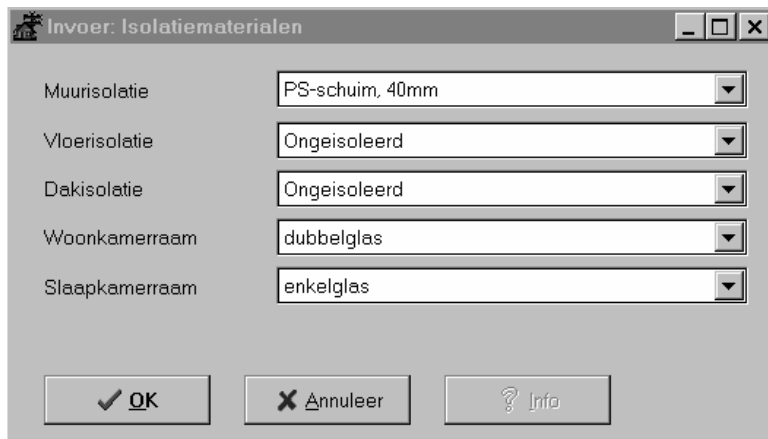 Invoer: Isolatiematerialen
Muurisolatie PS-schuim, 40mm
Vloerisolatie Ongeisoleerd
Dakisolatie Ongeisoleerd
Woonkamerraam dubbelglas
Slaapkamerraam enkelglas
OK Annuleer Info